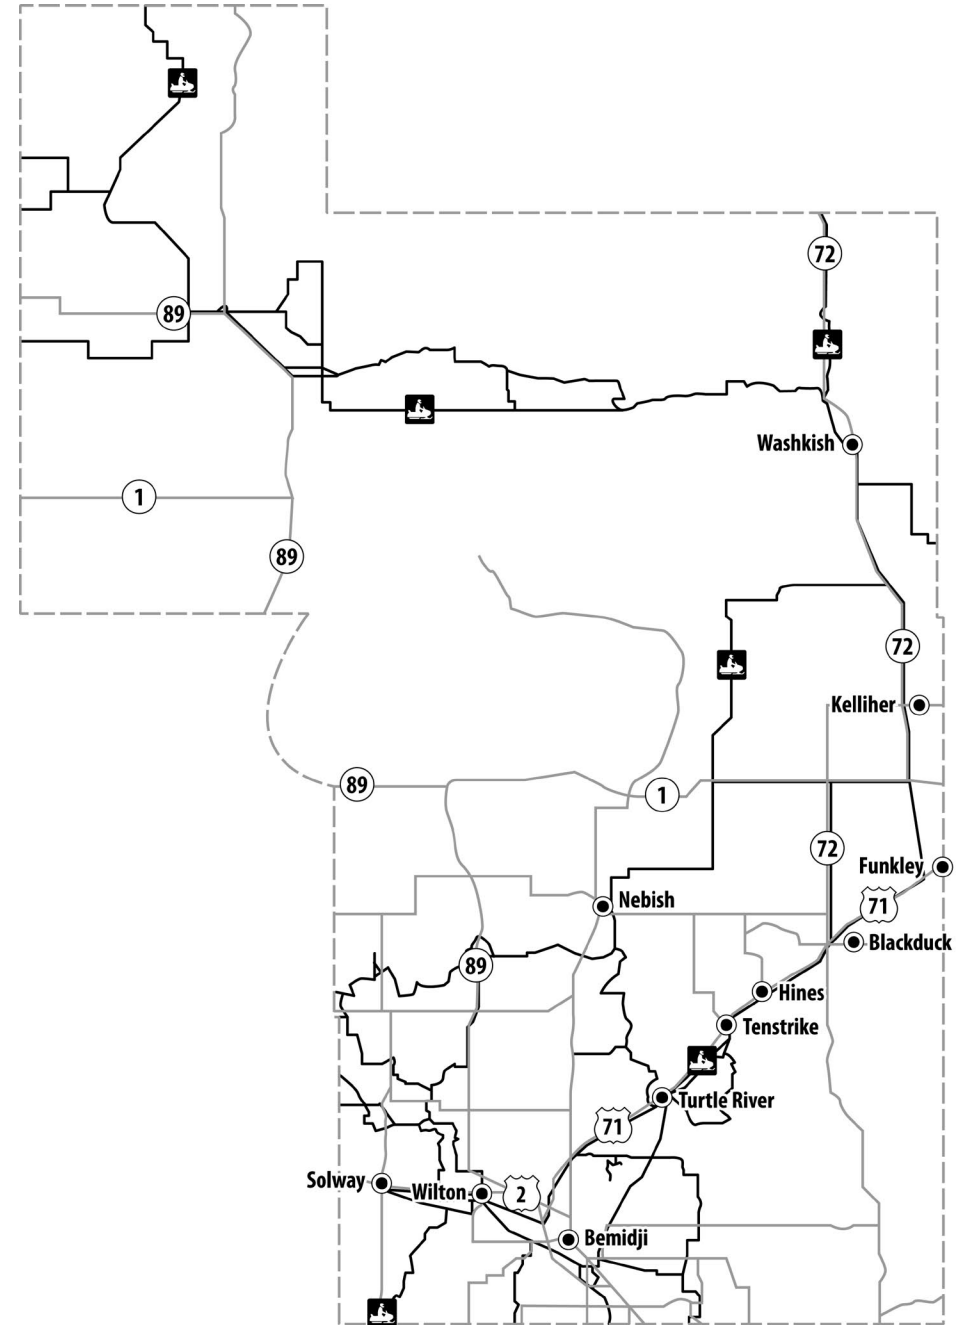 72
89
Washkish
1
89
72
Kelliher
89
1
72
Funkley
71
Nebish
Blackduck
89
Hines
Tenstrike
Turtle River
71
Solway
Wilton
2
Bemidji